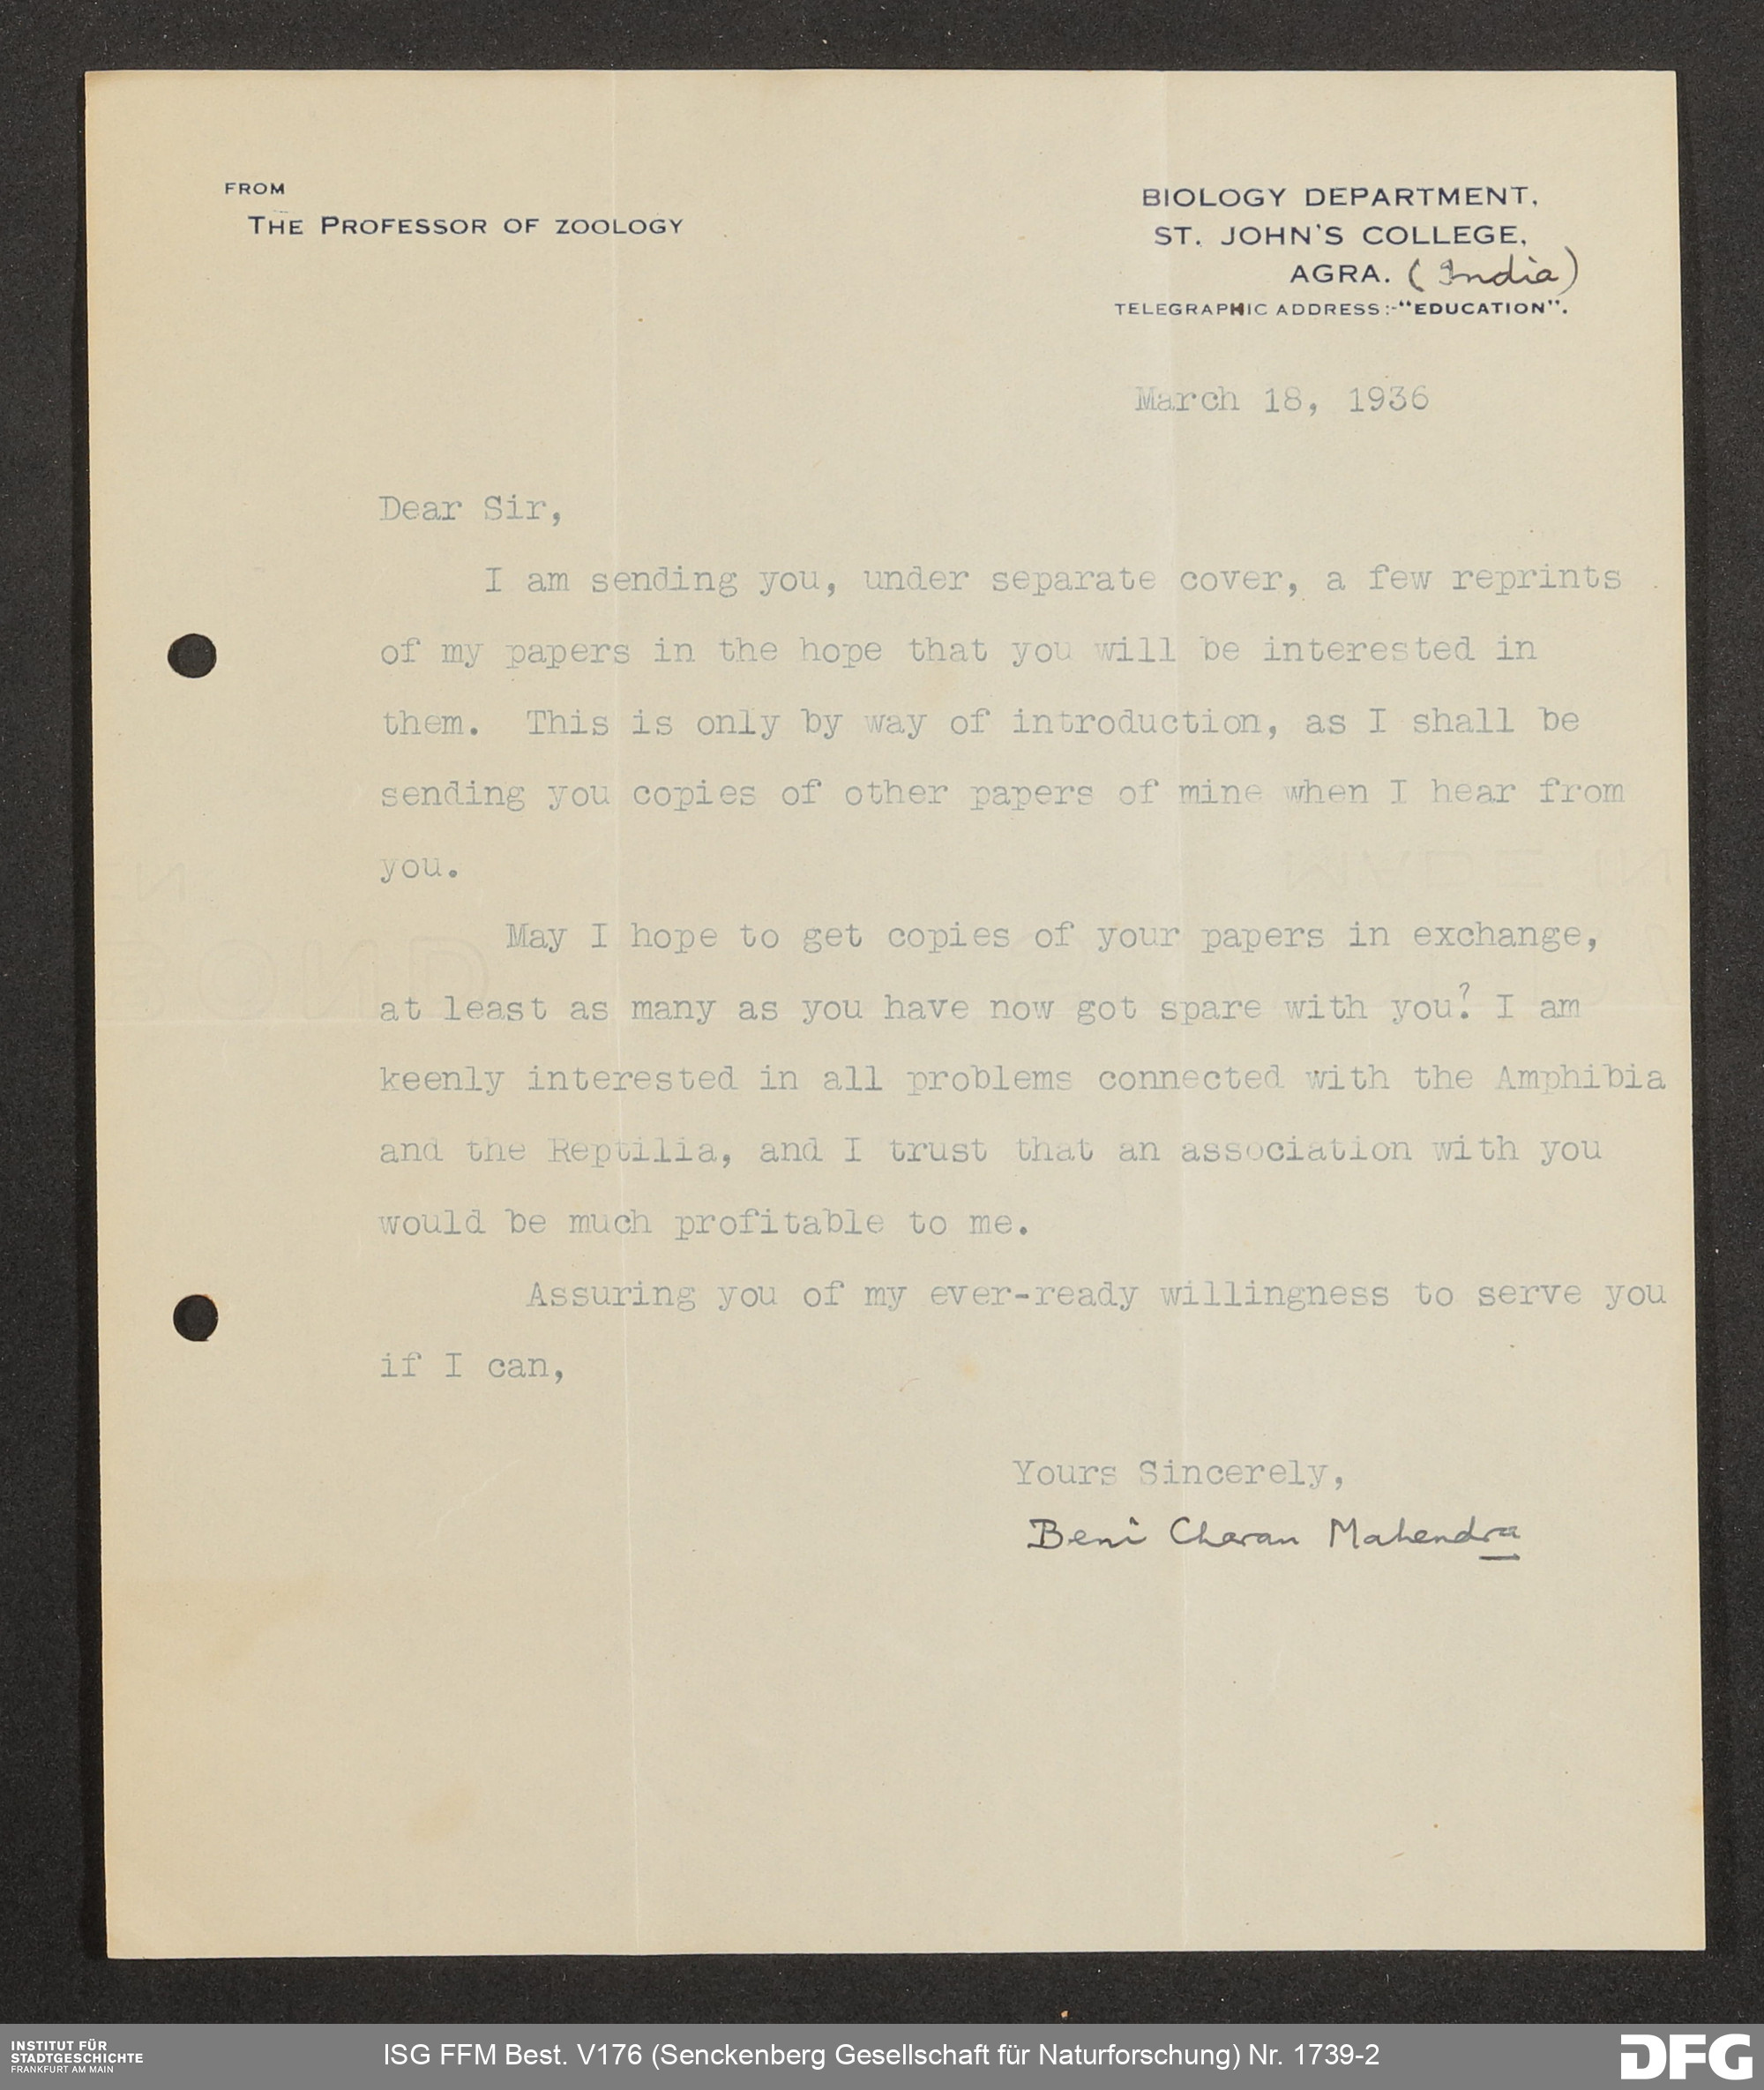 FROM
THE PROFESSOR OF ZOOLOGY
BIOLOGY DEPARTMENT,
ST. JOHN'S COLLEGE,
AGRA. (India)
TELEGRAPHIC ADDRESS:-"EDUCATION".
March 18, 1936
Dear Sir,
I am sending you, under separate cover, a few reprints
of my papers in the hope that you will be interested in
them. This is only by way of introduction, as I shall be
sending you copies of other papers of mine when I hear from
you.
May I hope to get copies of your papers in exchange,
at least as many as you have now got spare with you? I am
keenly interested in all problems connected with the Amphibia
and the Reptilia, and I trust that an association with you
would be much profitable to me.
Assuring you of my ever-ready willingness to serve you
if I can,
Yours Sincerely,
Beni Charan Mahendra
INSTITUT FÜR
STADTGESCHICHTE
FRANKFURT AM MAIN
ISG FFM Best. V176 (Senckenberg Gesellschaft für Naturforschung) Nr. 1739-2
DFG